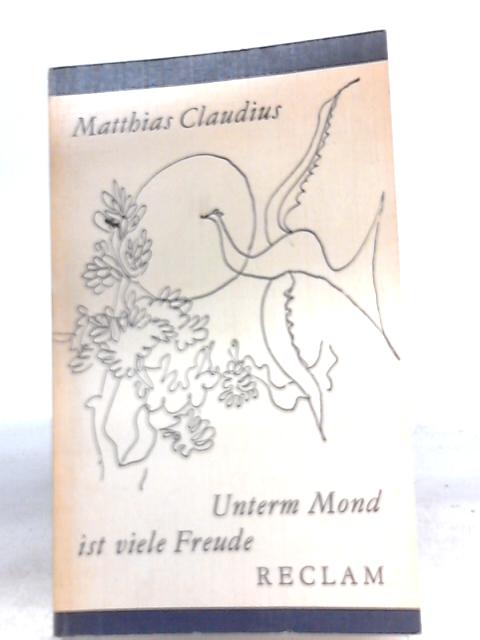 Matthias Claudius
Unterm Mond
ist viele Freude
RECLAM